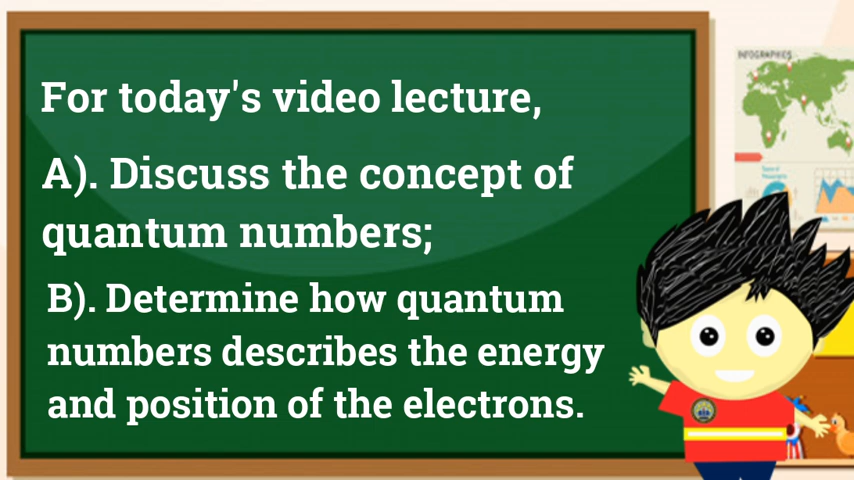 For today's video lecture,
A). Discuss the concept of
quantum numbers;
B). Determine how quantum
numbers describes the energy
and position of the electrons.
INFOGRAPHICS